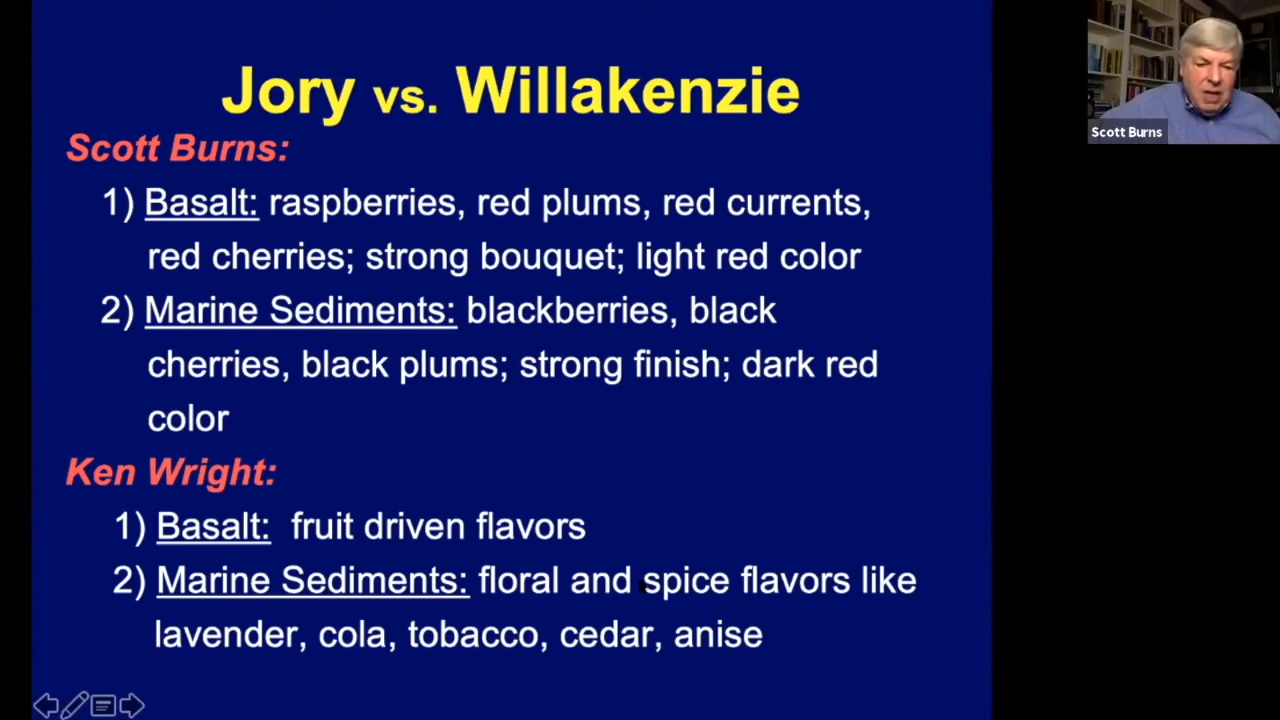 Jory vs. Willakenzie
Scott Burns:
1) Basalt: raspberries, red plums, red currents,
red cherries; strong bouquet; light red color
2) Marine Sediments: blackberries, black
cherries, black plums; strong finish; dark red
color
Ken Wright:
1) Basalt: fruit driven flavors
2) Marine Sediments: floral and spice flavors like
lavender, cola, tobacco, cedar, anise
Scott Burns